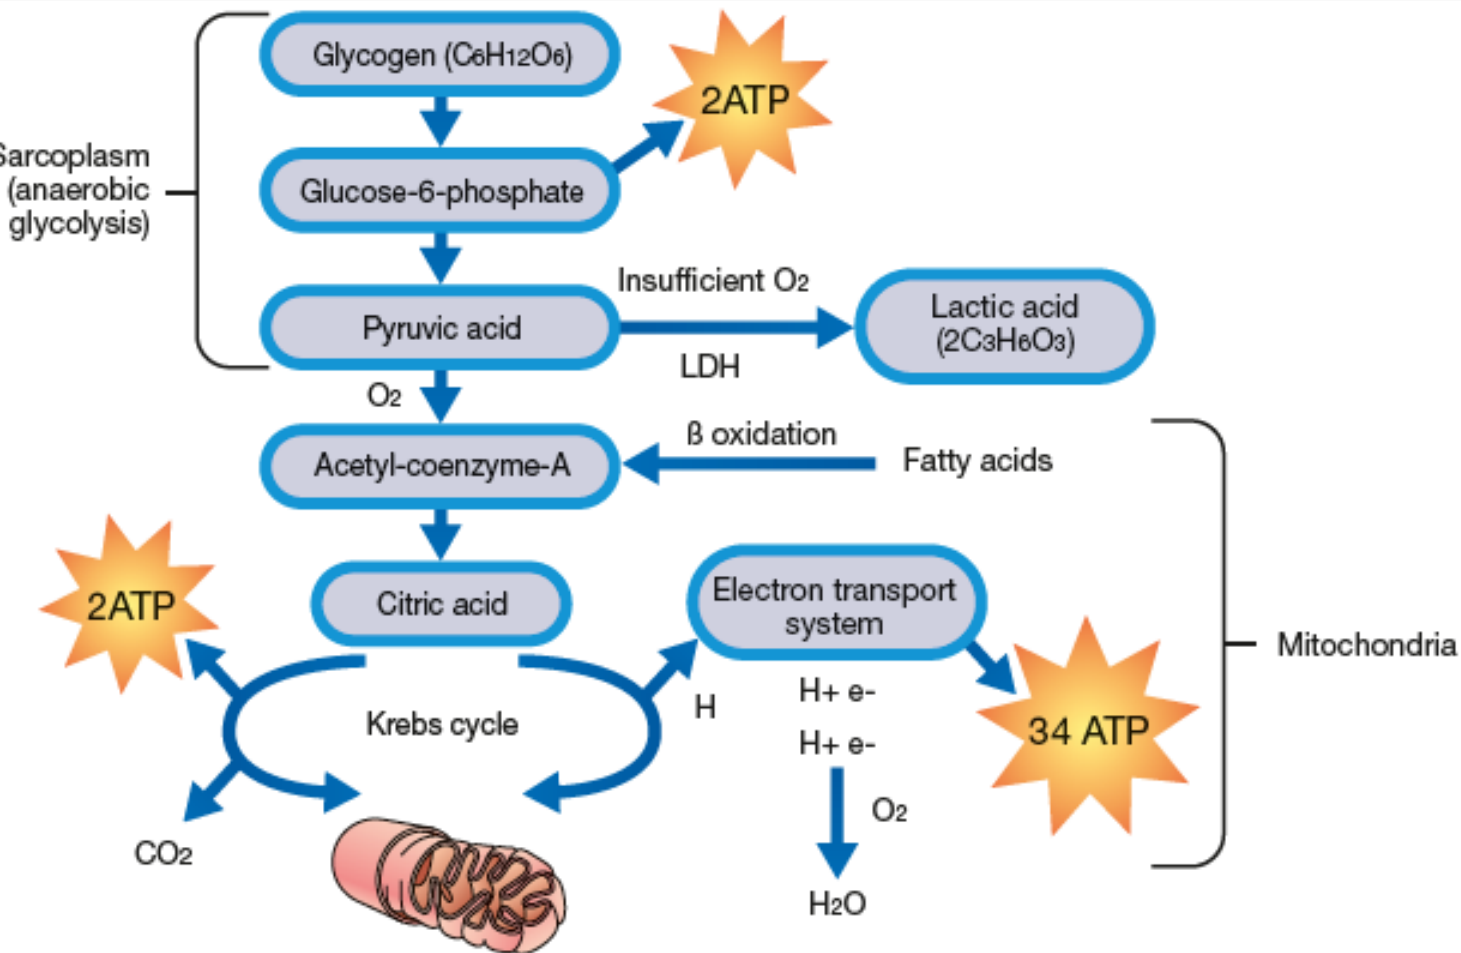 Glycogen (C6H12O6)
2ATP
Sarcoplasm
(anaerobic
glycolysis)
Glucose-6-phosphate
Insufficient O2
Pyruvic acid
LDH
Lactic acid
(2C3H6O3)
O2
ß oxidation
Acetyl-coenzyme-A
Fatty acids
2ATP
Citric acid
Electron transport
system
Mitochondria
H+ e-
H
Krebs cycle
H+ e-
34 ATP
O2
CO2
H2O